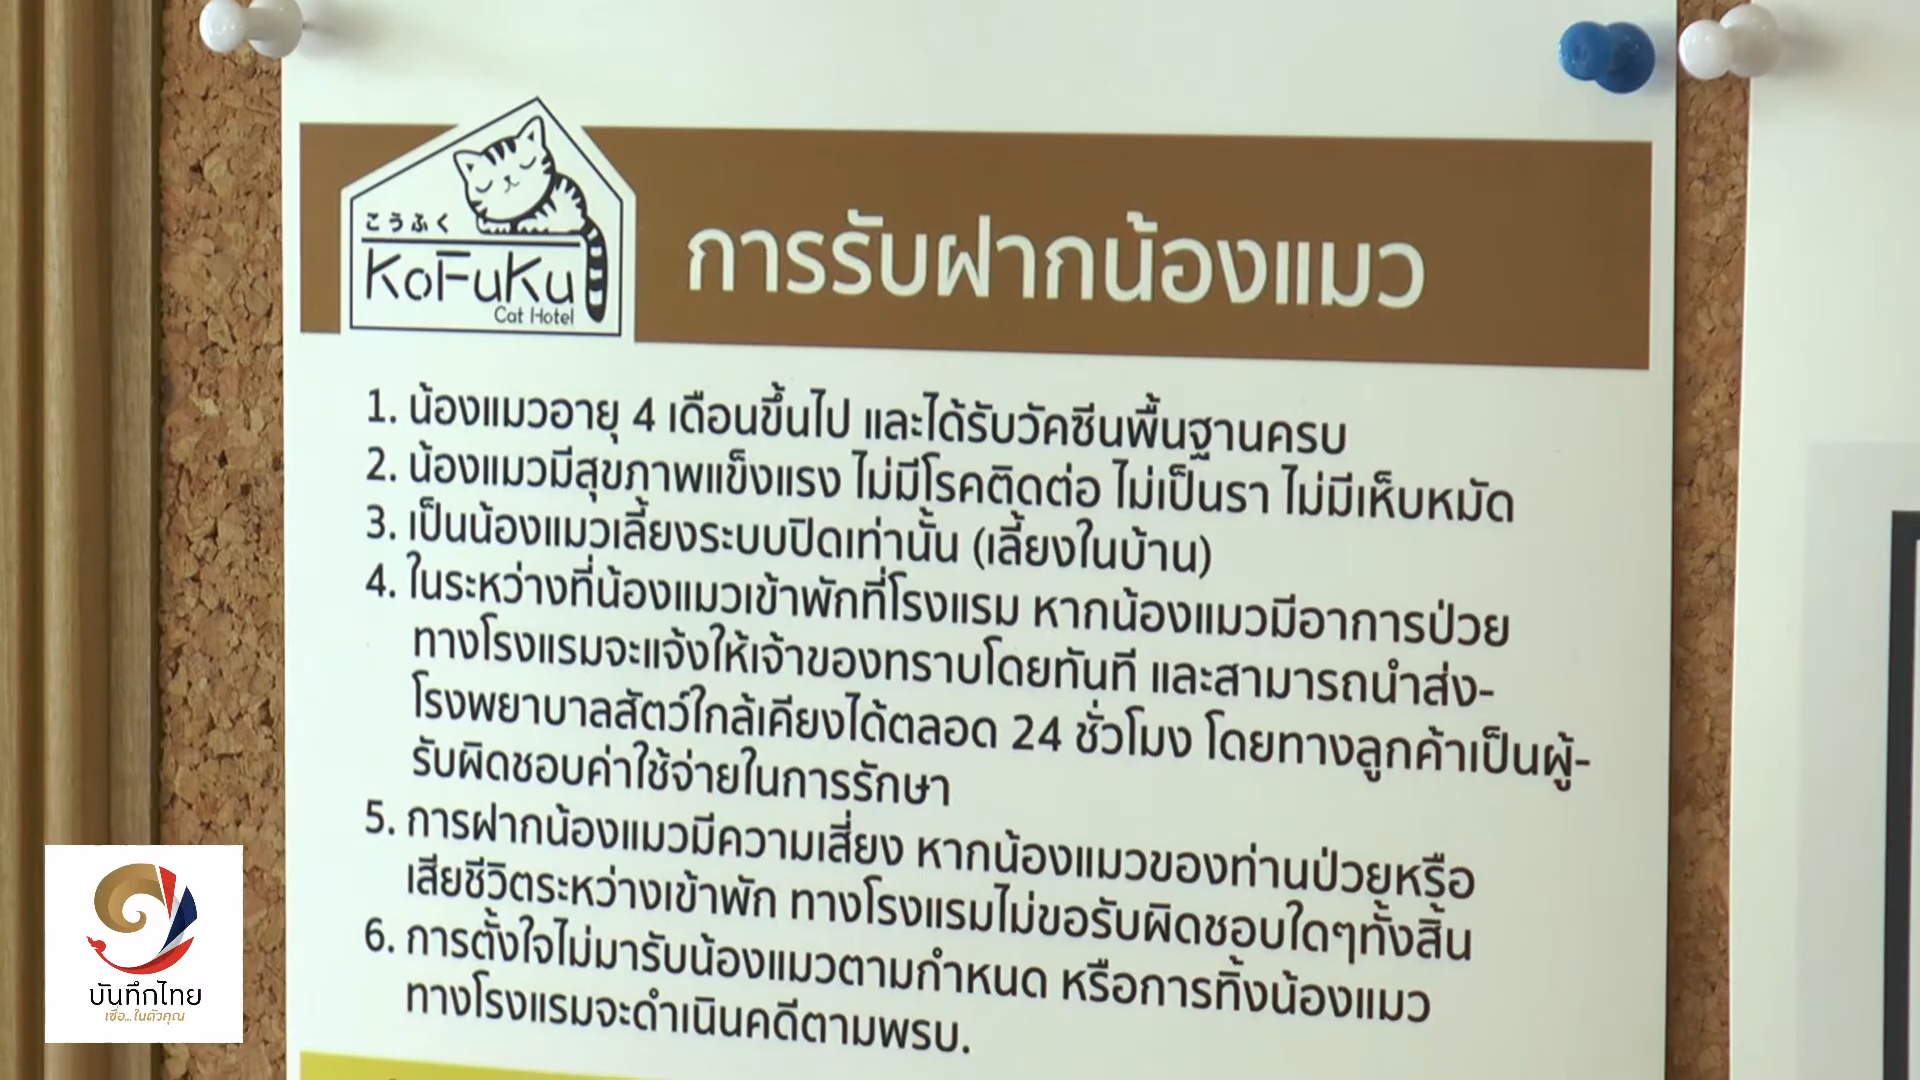 こうふく
KoFuKu
Cat Hotel
การรับฝากน้องแมว
1. น้องแมวอายุ 4 เดือนขึ้นไป และได้รับวัคซีนพื้นฐานครบ
2. น้องแมวมีสุขภาพแข็งแรง ไม่มีโรคติดต่อ ไม่เป็นรา ไม่มีเห็บหมัด
3. เป็นน้องแมวเลี้ยงระบบปิดเท่านั้น (เลี้ยงในบ้าน)
4. ในระหว่างที่น้องแมวเข้าพักที่โรงแรม หากน้องแมวมีอาการป่วย
ทางโรงแรมจะแจ้งให้เจ้าของทราบโดยทันที และสามารถนำส่ง-
โรงพยาบาลสัตว์ใกล้เคียงได้ตลอด 24 ชั่วโมง โดยทางลูกค้าเป็นผู้-
รับผิดชอบค่าใช้จ่ายในการรักษา
5. การฝากน้องแมวมีความเสี่ยง หากน้องแมวของท่านป่วยหรือ
เสียชีวิตระหว่างเข้าพัก ทางโรงแรมไม่ขอรับผิดชอบใดๆทั้งสิ้น
6. การตั้งใจไม่มารับน้องแมวตามกำหนด หรือการทิ้งน้องแมว
ทางโรงแรมจะดำเนินคดีตามพรบ.
บันทึกไทย
เชื่อ...ในตัวคุณ